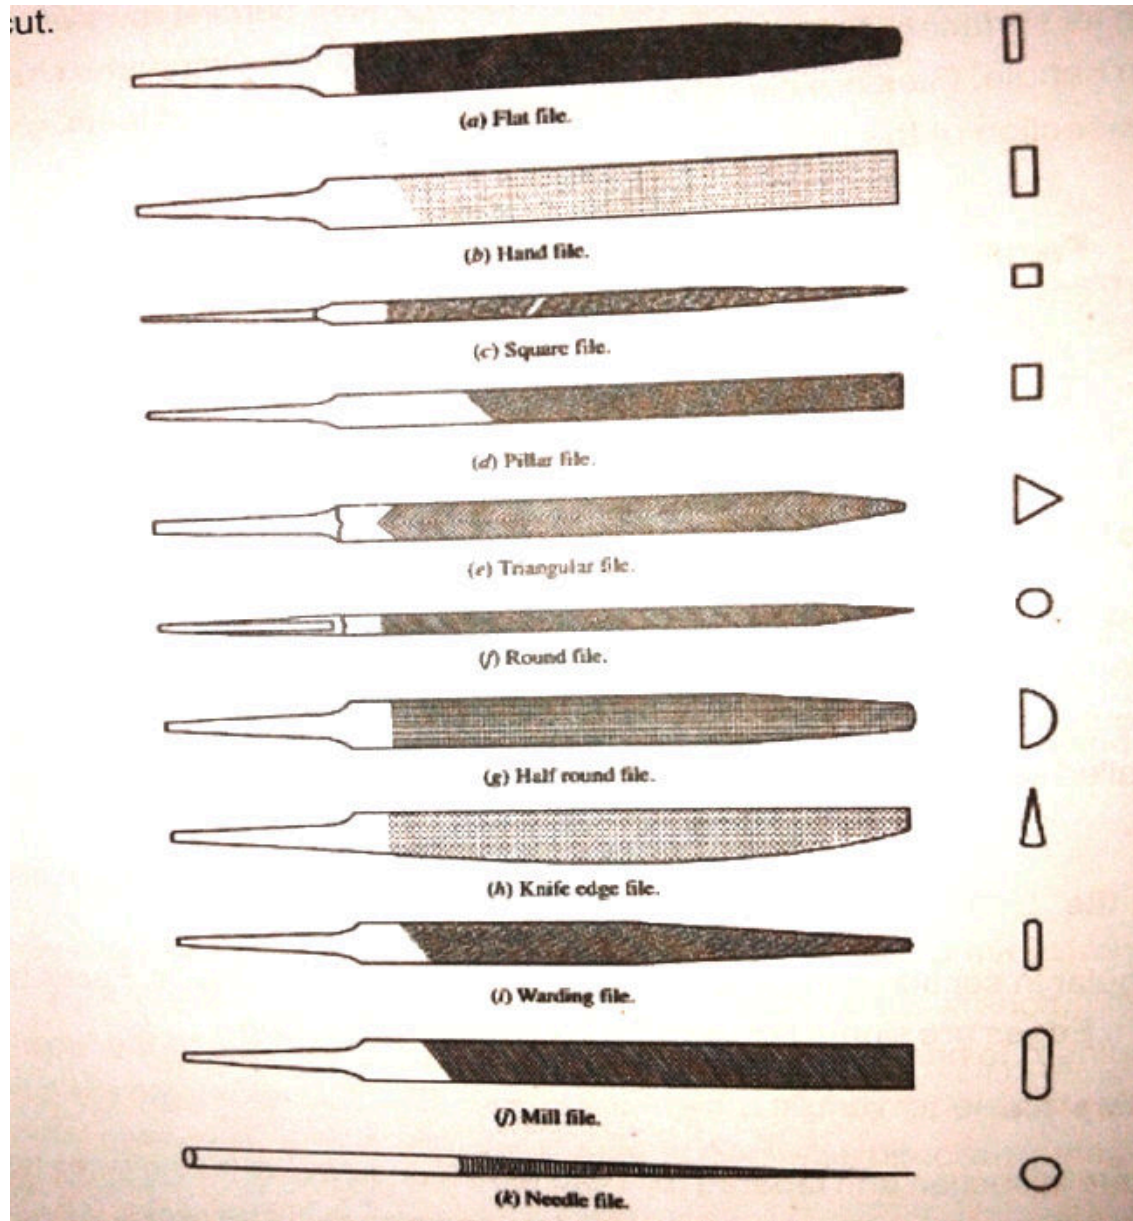 cut.
(a) Flat file.
(b) Hand file.
(c) Square file.
(d) Pillar file.
(e) Triangular file.
(f) Round file.
(g) Half round file.
(h) Knife edge file.
(i) Warding file.
(j) Mill file.
(k) Needle file.